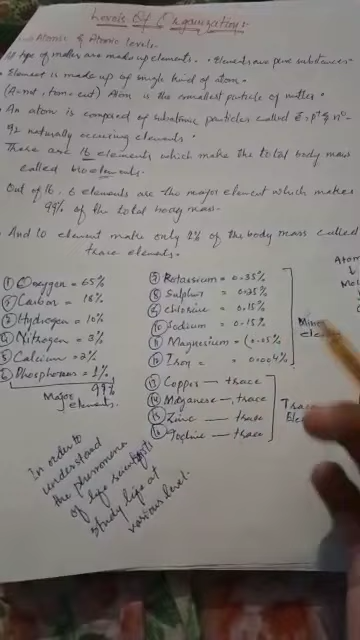 Levels Of Organization:-
Atomic & Atomic levels.
All type of matter are made up elements. • Elements are pure substances
• Element is made up of single kind of atom.
(A=not, tom=cut) Atom is the smallest particle of matter.
• An atom is composed of subatomic particles called e⁻, p⁺ & n⁰
92 naturally occuring elements.
There are 16 elements which make the total body mass
called bioelements.
Out of 16, 6 elements are the major element which makes
99% of the total body mass.
• And 10 element make only 1% of the body mass called
trace elements.
① Oxygen = 65%
② Carbon = 18%
③ Hydrogen = 10%
④ Nitrogen = 3%
⑤ Calcium = 2%
⑥ Phosphorous = 1%
99%
Major
elements.
⑦ Potassium = 0.35%
⑧ Sulphur = 0.25%
⑨ Chlorine = 0.15%
⑩ Sodium = 0.15%
⑪ Magnesium = 0.05%
⑫ Iron = 0.004%
Minor
⑬ Copper — trace
⑭ Manganese — trace
⑮ Zinc — trace
⑯ Iodine — trace
In order to
understand
the phenomena
of life scientists
study life at
various level.